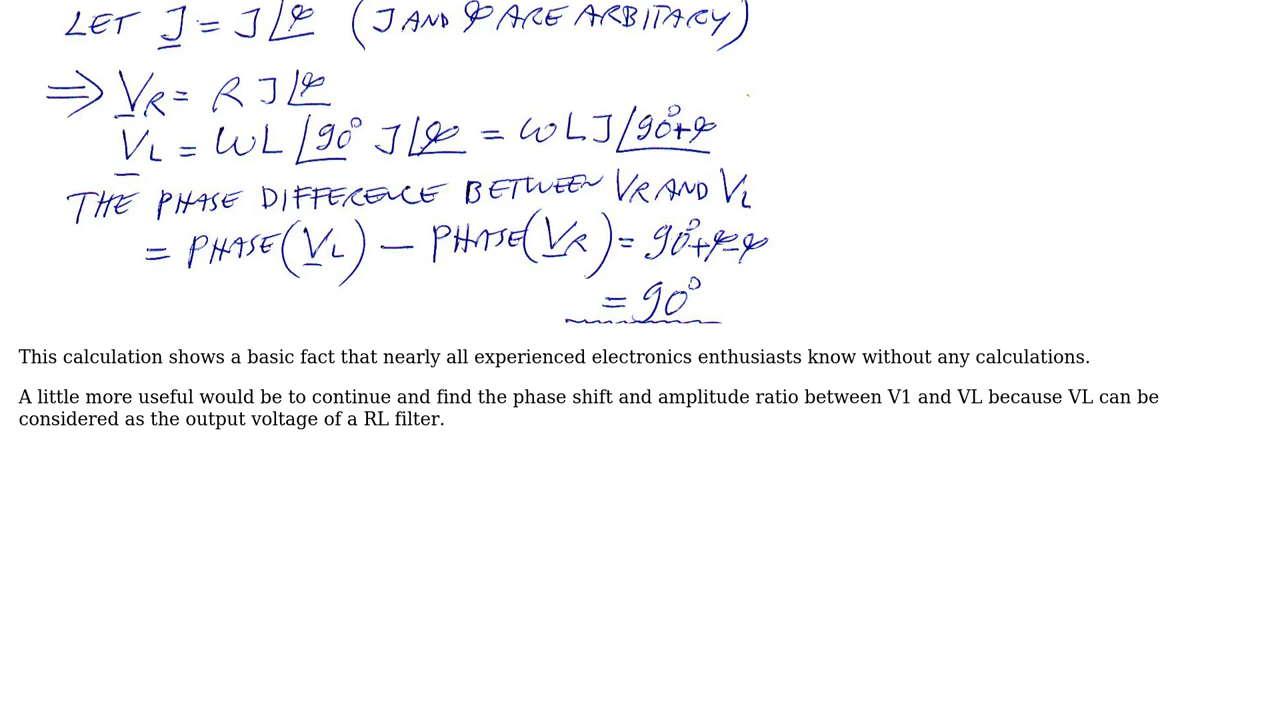 LET J = J∠φ (J AND φ ARE ARBITARY)
⇒ VR = R J∠φ
VL = ωL∠90° J∠φ = ωLJ∠90°+φ
THE PHASE DIFFERENCE BETWEEN VR AND VL
= PHASE(VL) − PHASE(VR) = 90°+φ−φ
= 90°
This calculation shows a basic fact that nearly all experienced electronics enthusiasts know without any calculations.
A little more useful would be to continue and find the phase shift and amplitude ratio between V1 and VL because VL can be
considered as the output voltage of a RL filter.